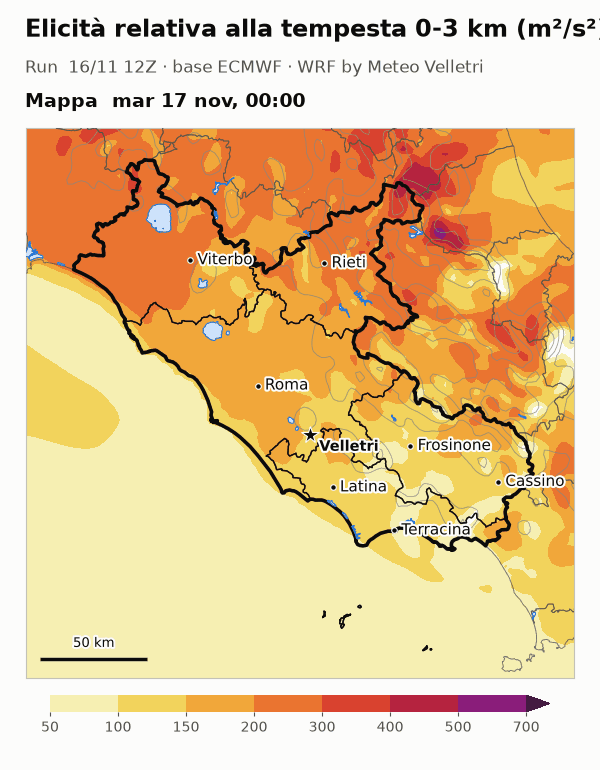 Elicità relativa alla tempesta 0-3 km (m²/s²)
Run 16/11 12Z · base ECMWF · WRF by Meteo Velletri
Mappa mar 17 nov, 00:00
Viterbo
Rieti
Roma
Velletri
Frosinone
Cassino
Latina
Terracina
50 km
50 100 150 200 300 400 500 700